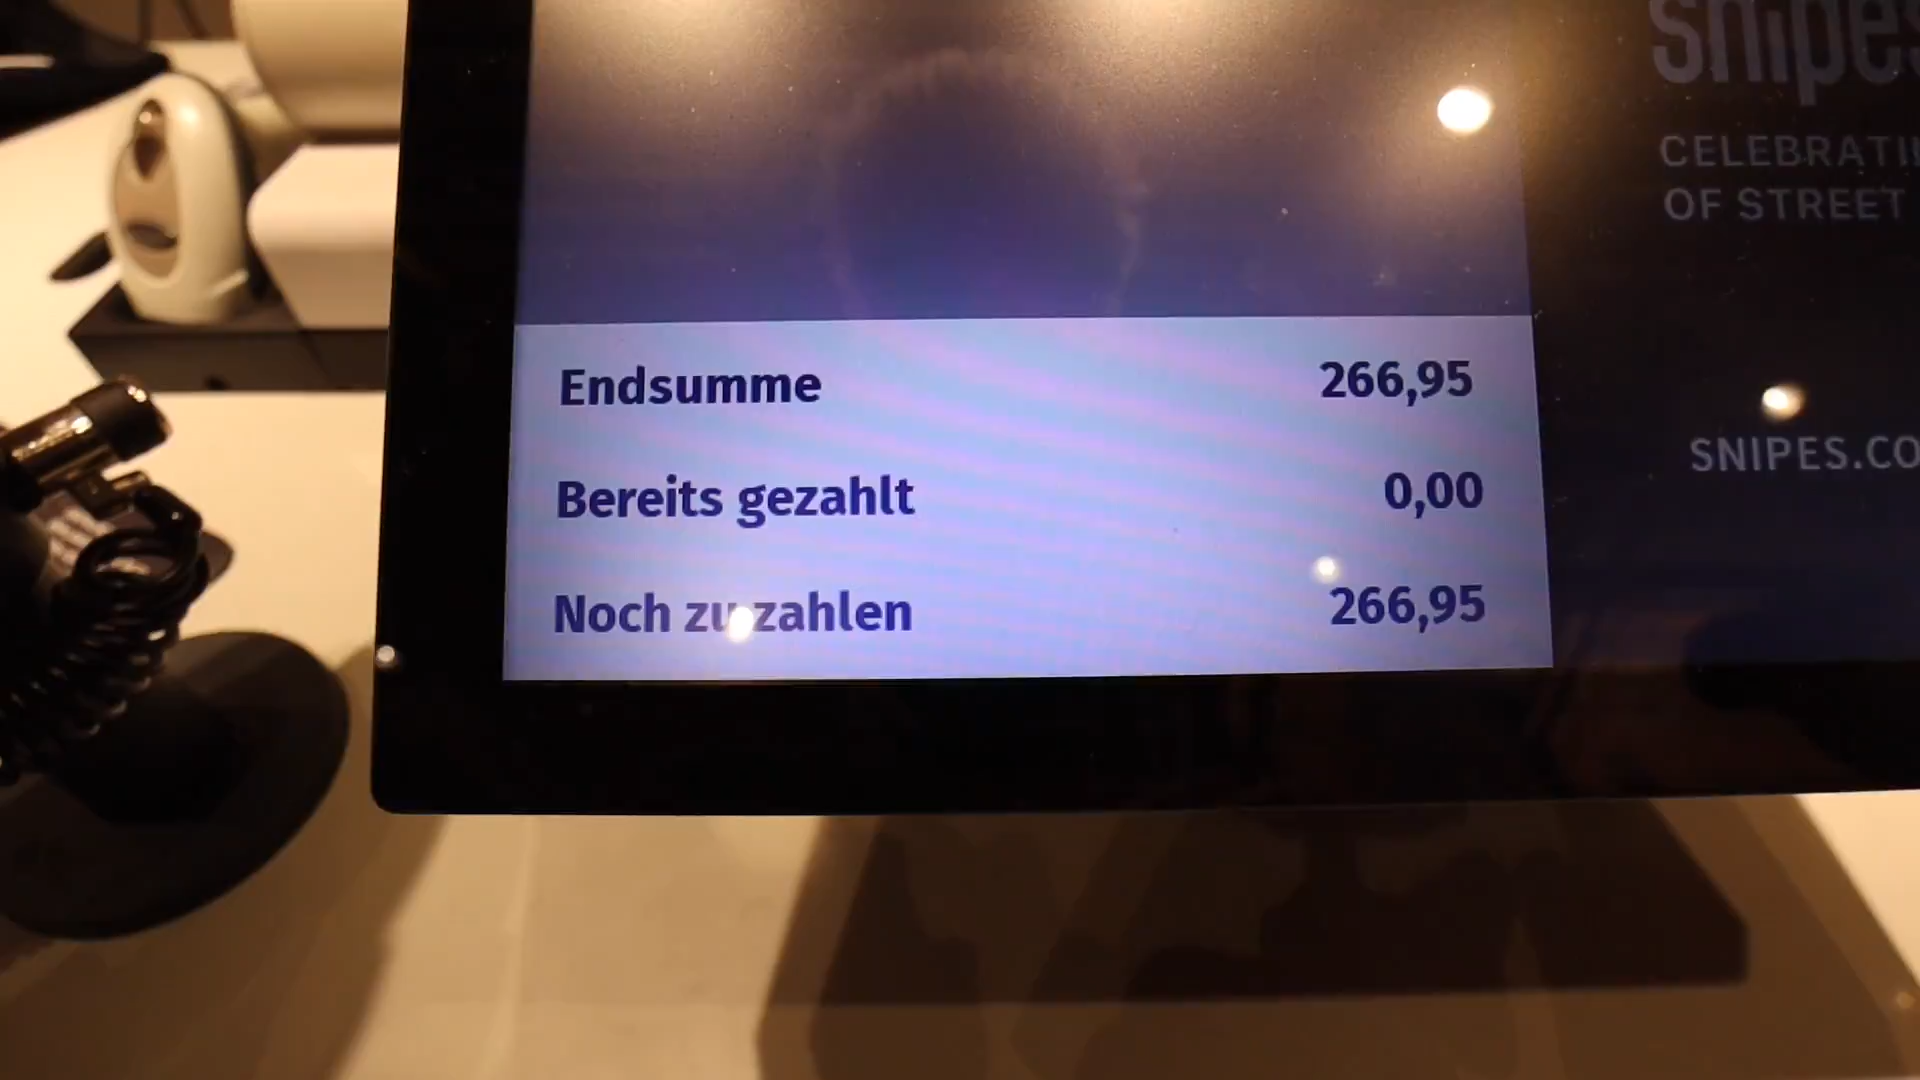 snipes
CELEBRATI
OF STREET
Endsumme 266,95
Bereits gezahlt 0,00
Noch zu zahlen 266,95
SNIPES.CO